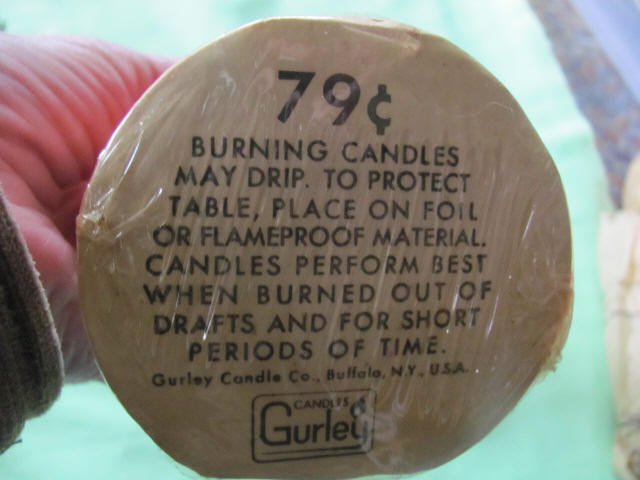 79¢
BURNING CANDLES
MAY DRIP. TO PROTECT
TABLE, PLACE ON FOIL
OR FLAMEPROOF MATERIAL.
CANDLES PERFORM BEST
WHEN BURNED OUT OF
DRAFTS AND FOR SHORT
PERIODS OF TIME.
Gurley Candle Co., Buffalo, N.Y., U.S.A.
CANDLES
Gurley